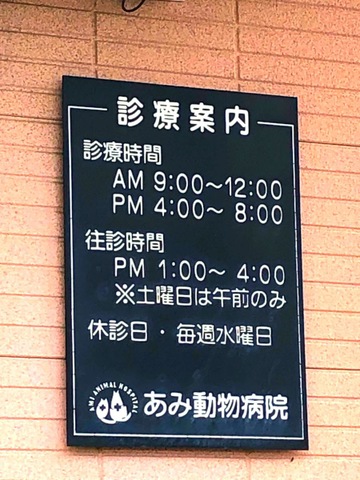 診療案内
診療時間
AM 9:00〜12:00
PM 4:00〜 8:00
往診時間
PM 1:00〜 4:00
※土曜日は午前のみ
休診日・毎週水曜日
AMI ANIMAL HOSPITAL
あみ動物病院